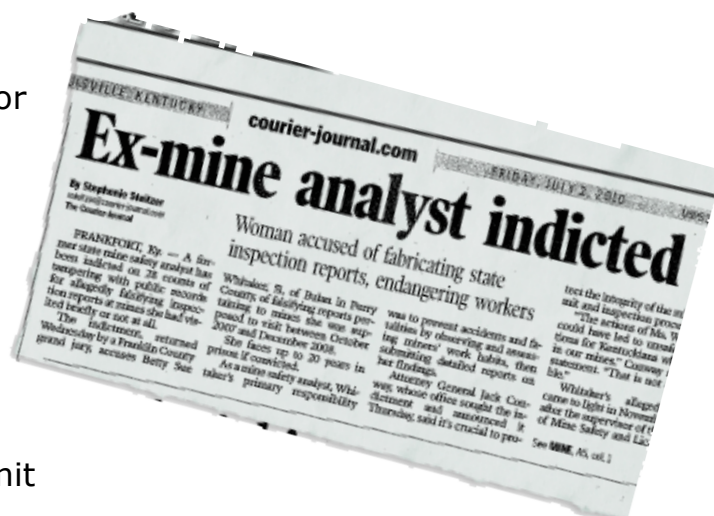 or
nit
ISVILLE, KENTUCKY
courier-journal.com
FRIDAY, JULY 2, 2010
Ex-mine analyst indicted
Woman accused of fabricating state
inspection reports, endangering workers
By Stephenie Steitzer
The Courier-Journal
FRANKFORT, Ky. — A for-
mer state mine safety analyst has
been indicted on 28 counts of
tampering with public records
for allegedly falsifying inspec-
tion reports at mines she had vis-
ited briefly or not at all.
The indictment, returned
Wednesday by a Franklin County
grand jury, accuses Betty Sue
Whitaker, of Bulan in Perry
County, of falsifying reports per-
taining to mines she was sup-
posed to visit between October
2007 and December 2008.
She faces up to 20 years in
prison if convicted.
As a mine safety analyst, Whi-
taker's primary responsibility
was to prevent accidents and fa-
talities by observing and assess-
ing miners' work habits, then
submitting detailed reports on
her findings.
Attorney General Jack Con-
way, whose office sought the in-
dictment and announced it
Thursday, said it's crucial to pro-
tect the integrity of the
and inspection
"The actions of Ms. W
could have led to
tions for Kentuckians
in our mines," Conway
statement. "That is not
Whitaker's alleged
came to light in
after the supervisor of
of Mine Safety and
See MINE, A5, col. 1